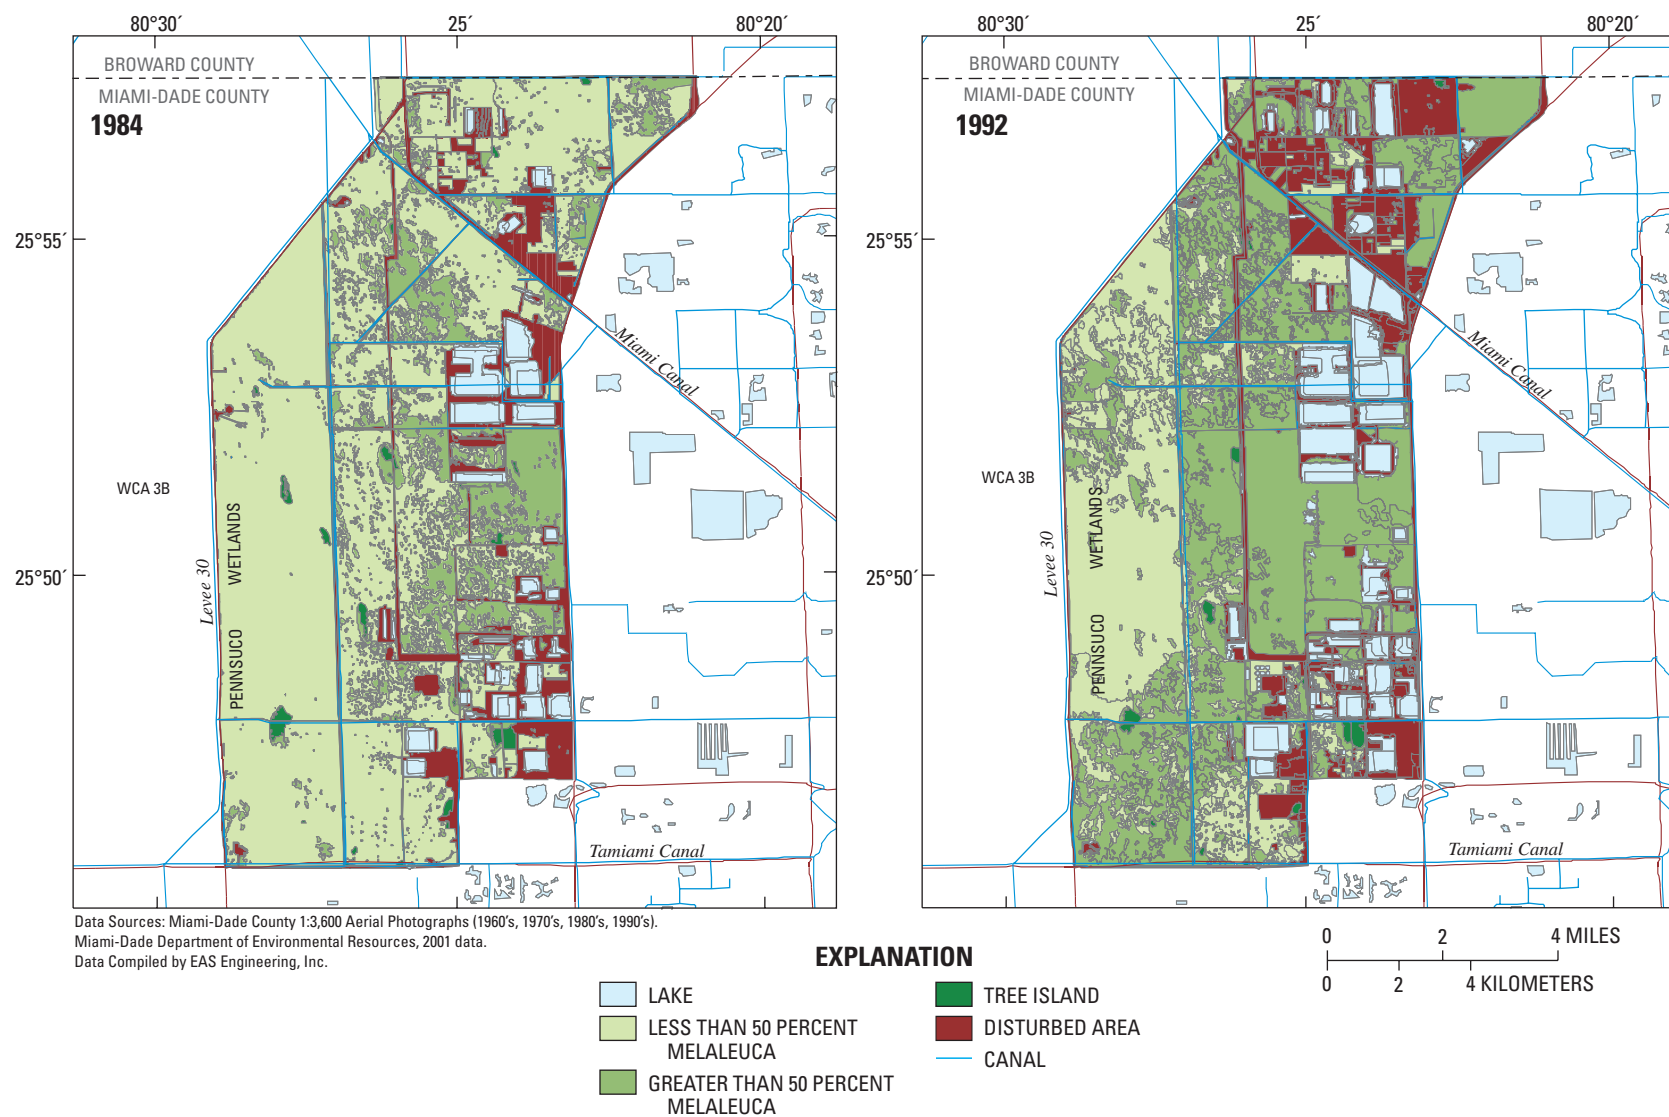 80°30´ 25´ 80°20´
BROWARD COUNTY
MIAMI-DADE COUNTY
1984
25°55´
Miami Canal
WCA 3B
Levee 30
PENNSUCO WETLANDS
25°50´
Tamiami Canal
80°30´ 25´ 80°20´
BROWARD COUNTY
MIAMI-DADE COUNTY
1992
25°55´
Miami Canal
WCA 3B
Levee 30
PENNSUCO WETLANDS
25°50´
Tamiami Canal
Data Sources: Miami-Dade County 1:3,600 Aerial Photographs (1960's, 1970's, 1980's, 1990's).
Miami-Dade Department of Environmental Resources, 2001 data.
Data Compiled by EAS Engineering, Inc.
EXPLANATION
LAKE
LESS THAN 50 PERCENT
MELALEUCA
GREATER THAN 50 PERCENT
MELALEUCA
TREE ISLAND
DISTURBED AREA
CANAL
0 2 4 MILES
0 2 4 KILOMETERS